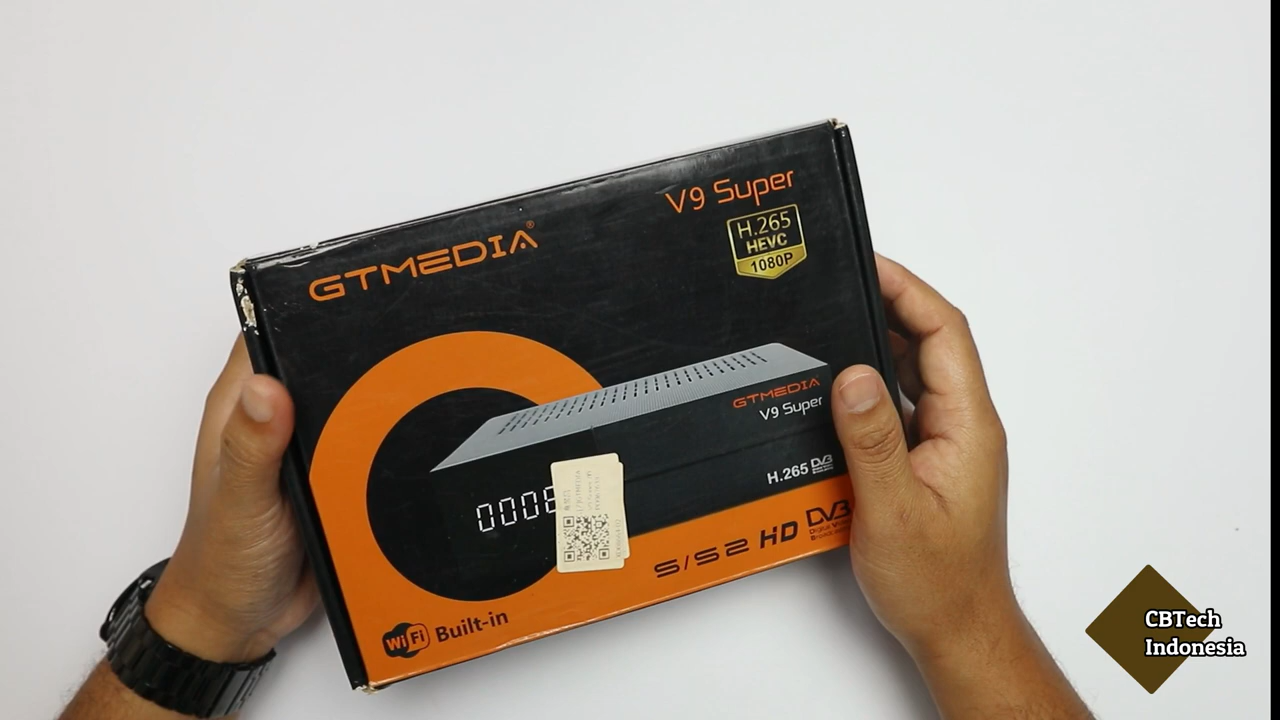 V9 Super
H.265
HEVC
1080P
GTMEDIA®
GTMEDIA
V9 Super
H.265 DVB
0008
S/S2 HD DVB
WiFi Built-in
CBTech
Indonesia